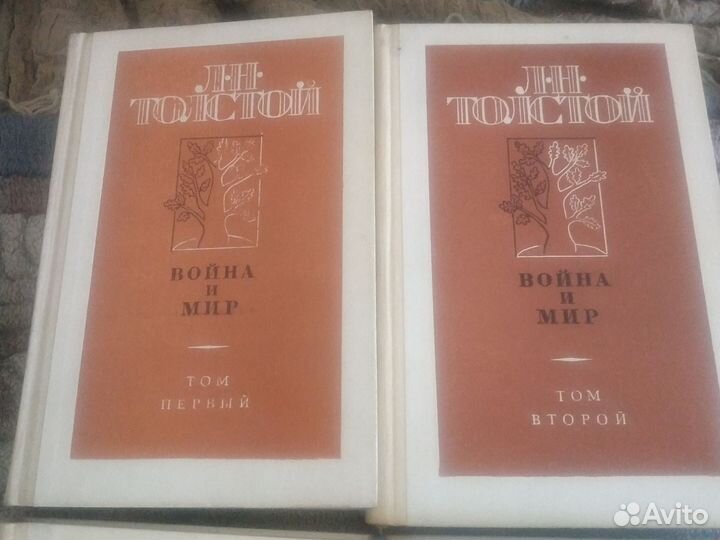 Л·Н·
ТОЛСТОЙ
ВОЙНА
И
МИР
ТОМ
ПЕРВЫЙ
Л·Н·
ТОЛСТОЙ
ВОЙНА
И
МИР
ТОМ
ВТОРОЙ
Avito